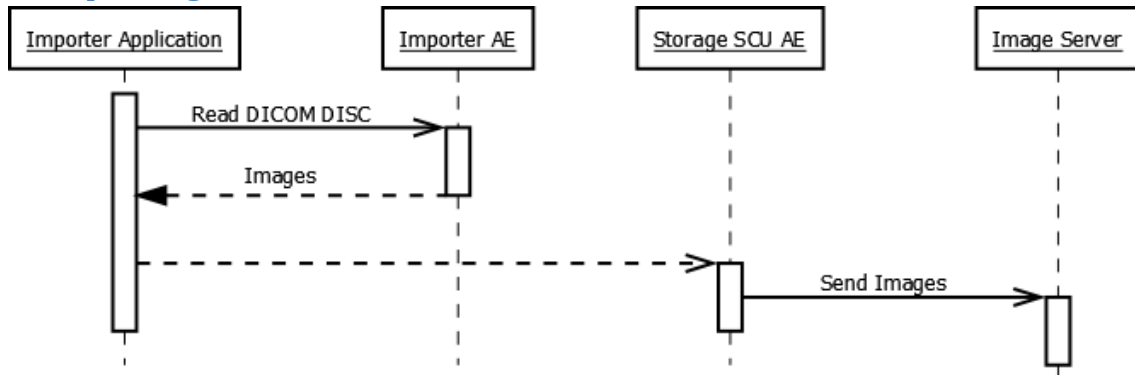 Importer Application
Importer AE
Storage SCU AE
Image Server
Read DICOM DISC
Images
Send Images